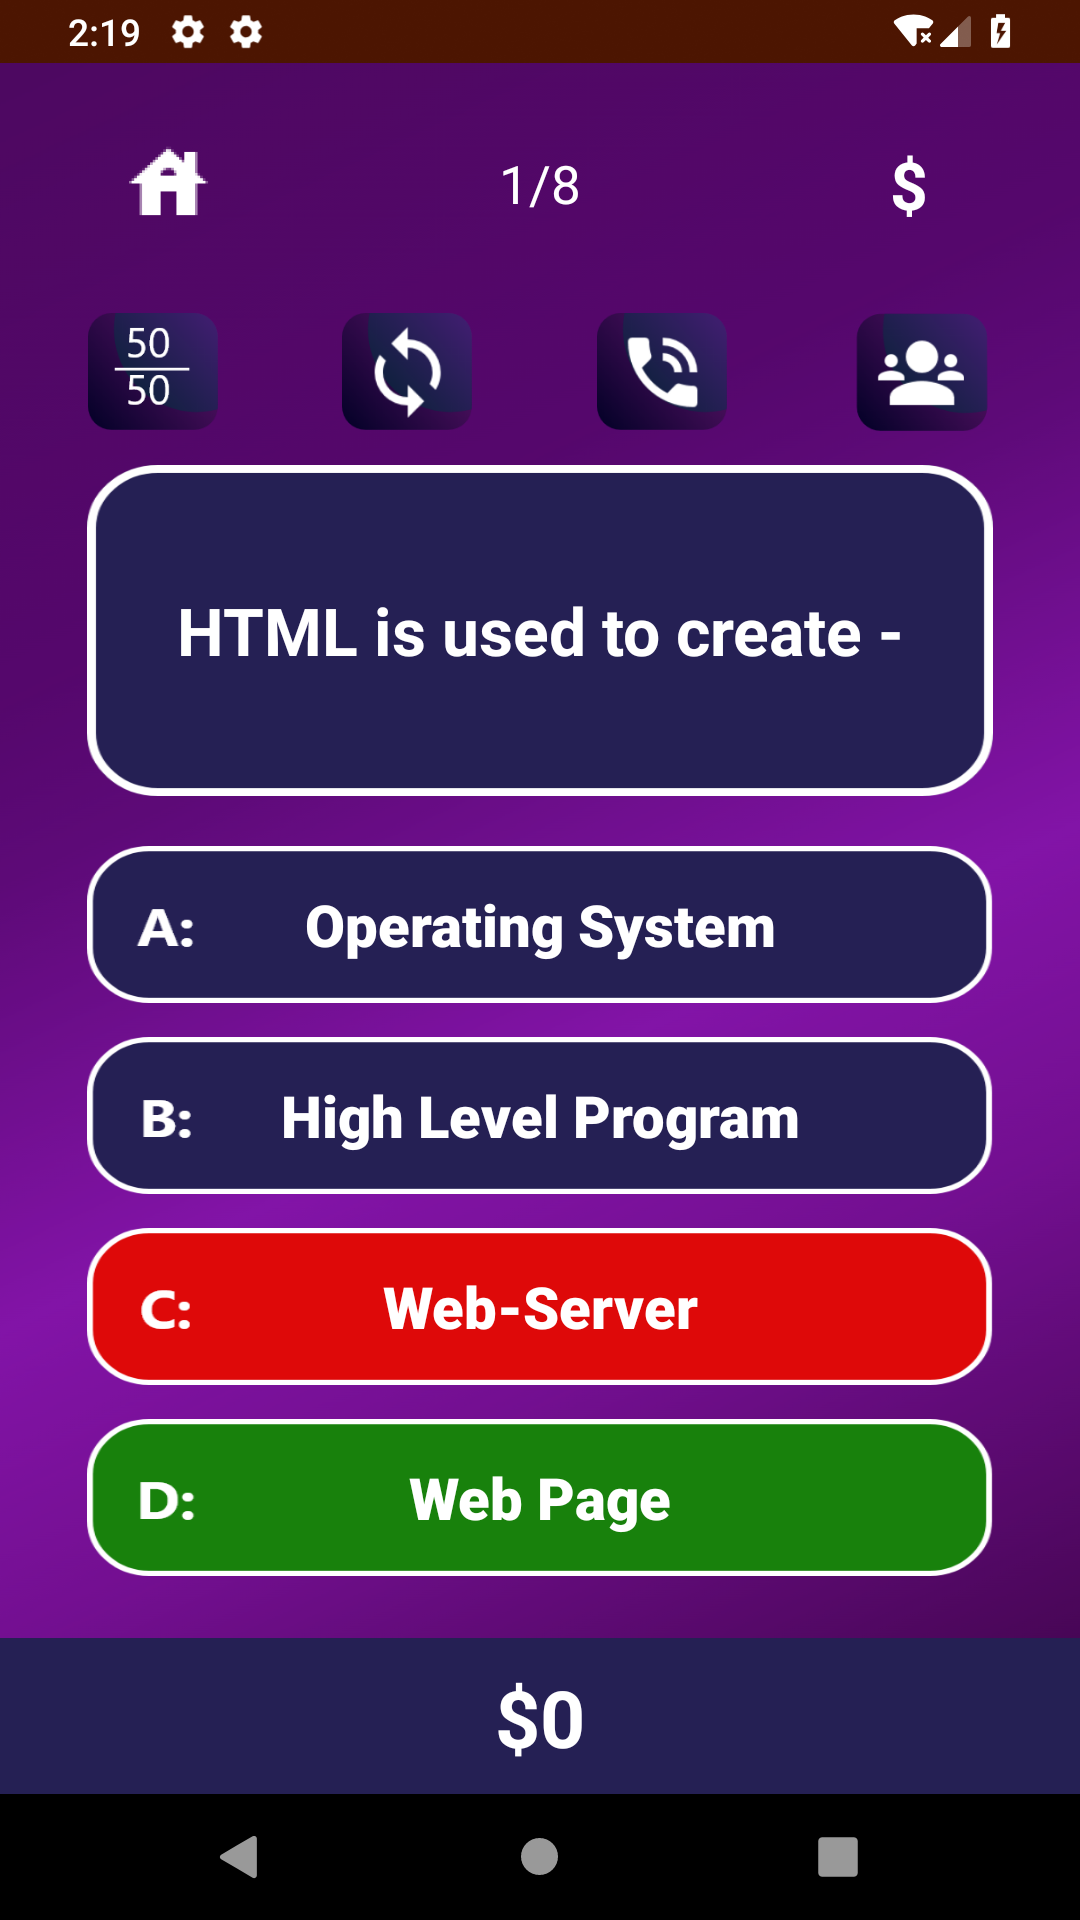 2:19
1/8
$
50
50
HTML is used to create -
A: Operating System
B: High Level Program
C: Web-Server
D: Web Page
$0